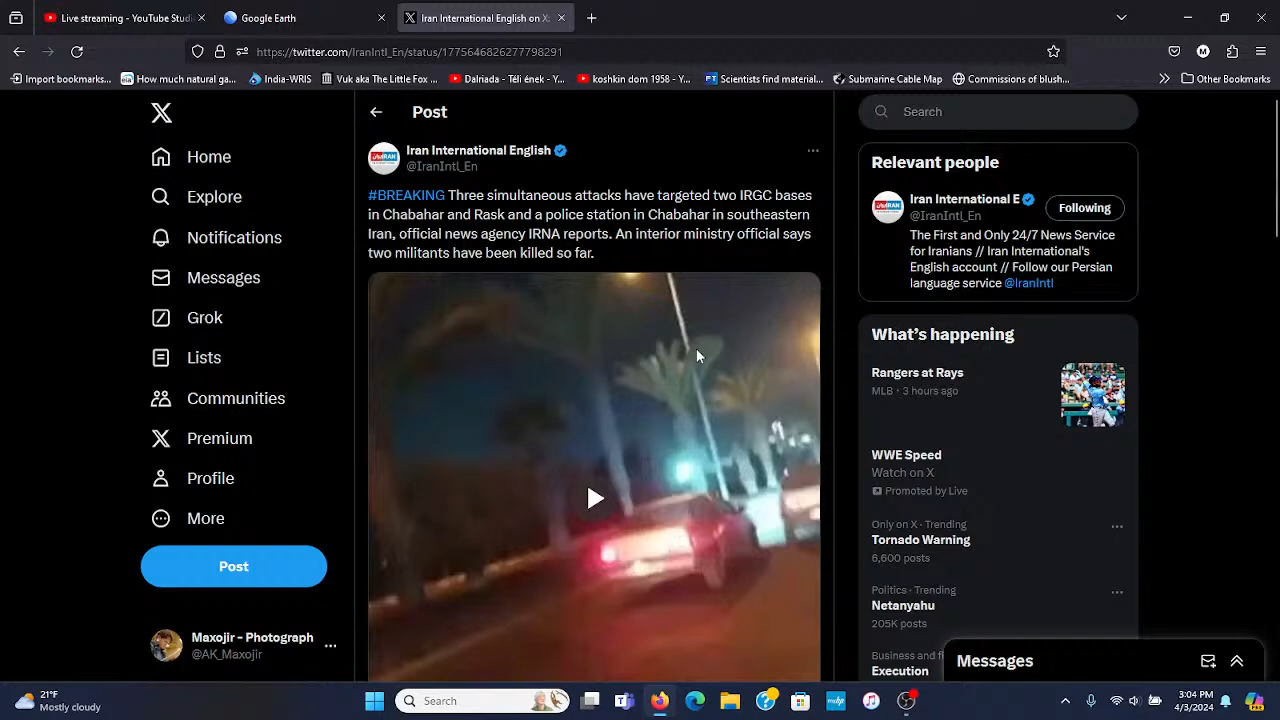 Live streaming - YouTube Studi
Google Earth
Iran International English on X:
https://twitter.com/IranIntl_En/status/1775646826277798291
Import bookmarks...
How much natural ga...
India-WRIS
Vuk aka The Little Fox ...
Dalriada - Téli ének - Y...
koshkin dom 1958 - Y...
Scientists find material...
Submarine Cable Map
Commissions of blush...
Other Bookmarks
Home
Explore
Notifications
Messages
Grok
Lists
Communities
Premium
Profile
More
Post
Maxojir - Photograph
@AK_Maxojir
Post
Iran International English
@IranIntl_En
#BREAKING Three simultaneous attacks have targeted two IRGC bases
in Chabahar and Rask and a police station in Chabahar in southeastern
Iran, official news agency IRNA reports. An interior ministry official says
two militants have been killed so far.
Search
Relevant people
Iran International E
@IranIntl_En
Following
The First and Only 24/7 News Service
for Iranians // Iran International's
English account // Follow our Persian
language service @IranIntl
What's happening
Rangers at Rays
MLB · 3 hours ago
WWE Speed
Watch on X
Promoted by Live
Only on X · Trending
Tornado Warning
6,600 posts
Politics · Trending
Netanyahu
205K posts
Business and fi
Execution
Messages
21°F
Mostly cloudy
Search
3:04 PM
4/3/2024